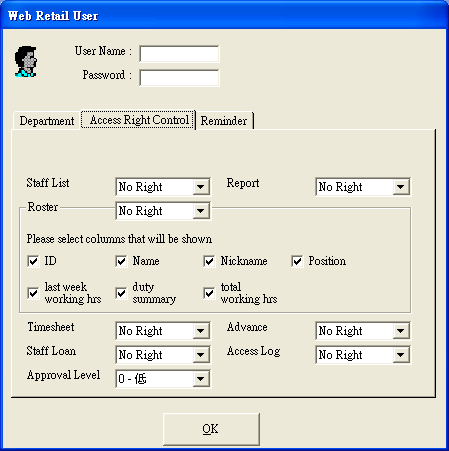 Web Retail User
User Name :
Password :
Department Access Right Control Reminder
Staff List No Right Report No Right
Roster No Right
Please select columns that will be shown
ID Name Nickname Position
last week working hrs duty summary total working hrs
Timesheet No Right Advance No Right
Staff Loan No Right Access Log No Right
Approval Level 0 - 低
OK